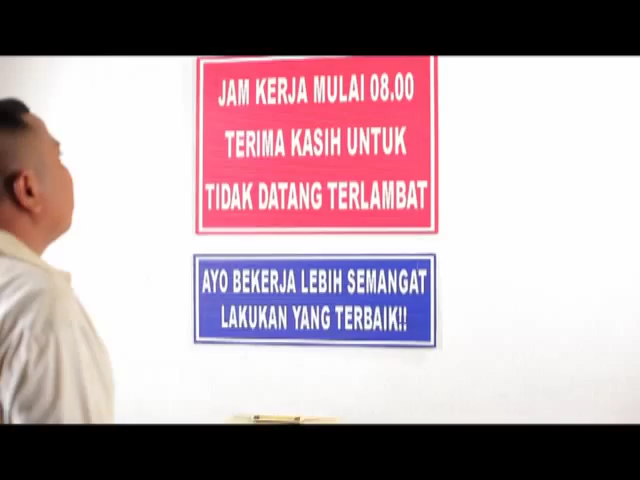 JAM KERJA MULAI 08.00
TERIMA KASIH UNTUK
TIDAK DATANG TERLAMBAT
AYO BEKERJA LEBIH SEMANGAT
LAKUKAN YANG TERBAIK!!